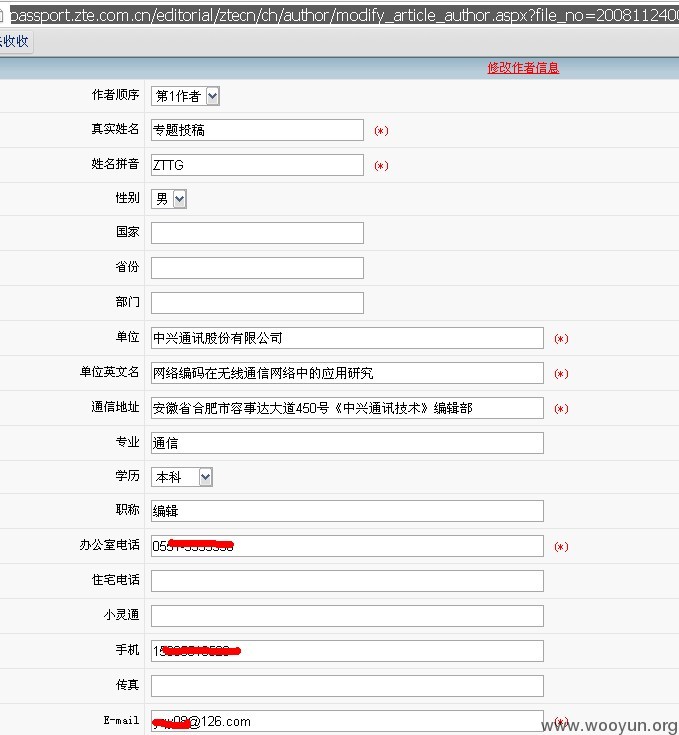 passport.zte.com.cn/editorial/ztecn/ch/author/modify_article_author.aspx?file_no=2008112400
收收
修改作者信息
作者顺序 第1作者
真实姓名 专题投稿 (*)
姓名拼音 ZTTG (*)
性别 男
国家
省份
部门
单位 中兴通讯股份有限公司 (*)
单位英文名 网络编码在无线通信网络中的应用研究 (*)
通信地址 安徽省合肥市容事达大道450号《中兴通讯技术》编辑部 (*)
专业 通信
学历 本科
职称 编辑
办公室电话 (*)
住宅电话
小灵通
手机
传真
E-mail @126.com (*)
www.wooyun.org